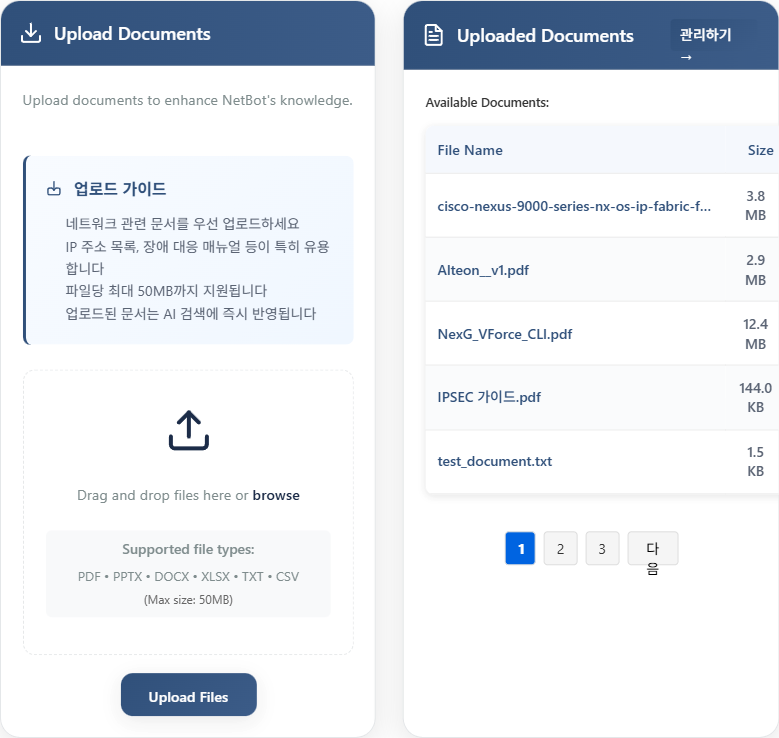 Upload Documents
Upload documents to enhance NetBot's knowledge.
업로드 가이드
네트워크 관련 문서를 우선 업로드하세요
IP 주소 목록, 장애 대응 매뉴얼 등이 특히 유용
합니다
파일당 최대 50MB까지 지원됩니다
업로드된 문서는 AI 검색에 즉시 반영됩니다
Drag and drop files here or browse
Supported file types:
PDF • PPTX • DOCX • XLSX • TXT • CSV
(Max size: 50MB)
Upload Files
Uploaded Documents
관리하기
→
Available Documents:
File Name Size
cisco-nexus-9000-series-nx-os-ip-fabric-f... 3.8
MB
Alteon__v1.pdf 2.9
MB
NexG_VForce_CLI.pdf 12.4
MB
IPSEC 가이드.pdf 144.0
KB
test_document.txt 1.5
KB
1 2 3 다
음